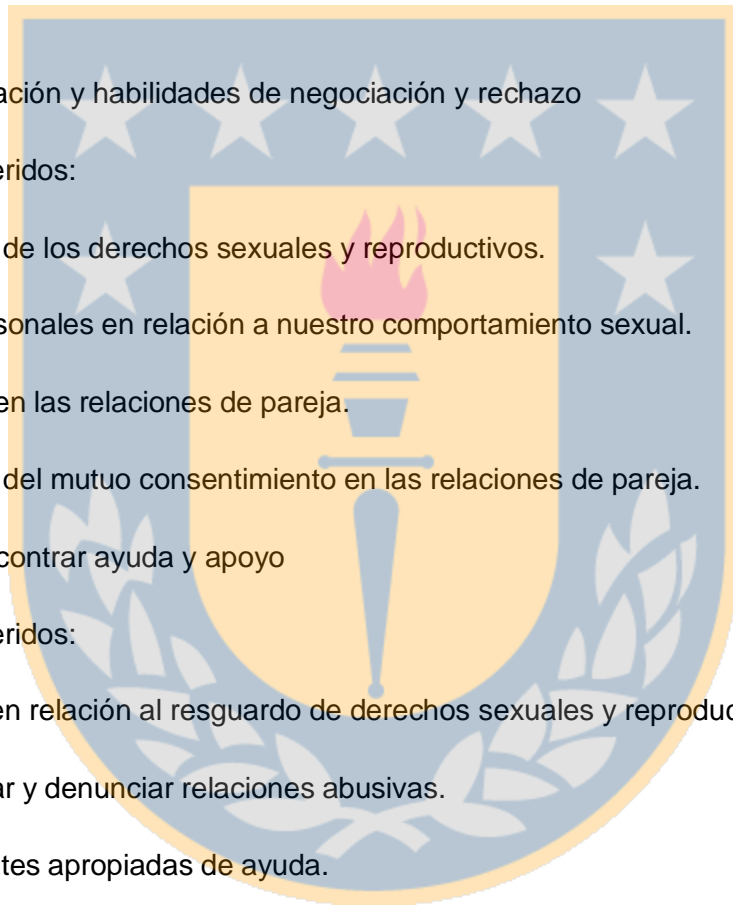 ación y habilidades de negociación y rechazo
eridos:
de los derechos sexuales y reproductivos.
sonales en relación a nuestro comportamiento sexual.
en las relaciones de pareja.
del mutuo consentimiento en las relaciones de pareja.
contrar ayuda y apoyo
eridos:
en relación al resguardo de derechos sexuales y reproduc
ar y denunciar relaciones abusivas.
tes apropiadas de ayuda.